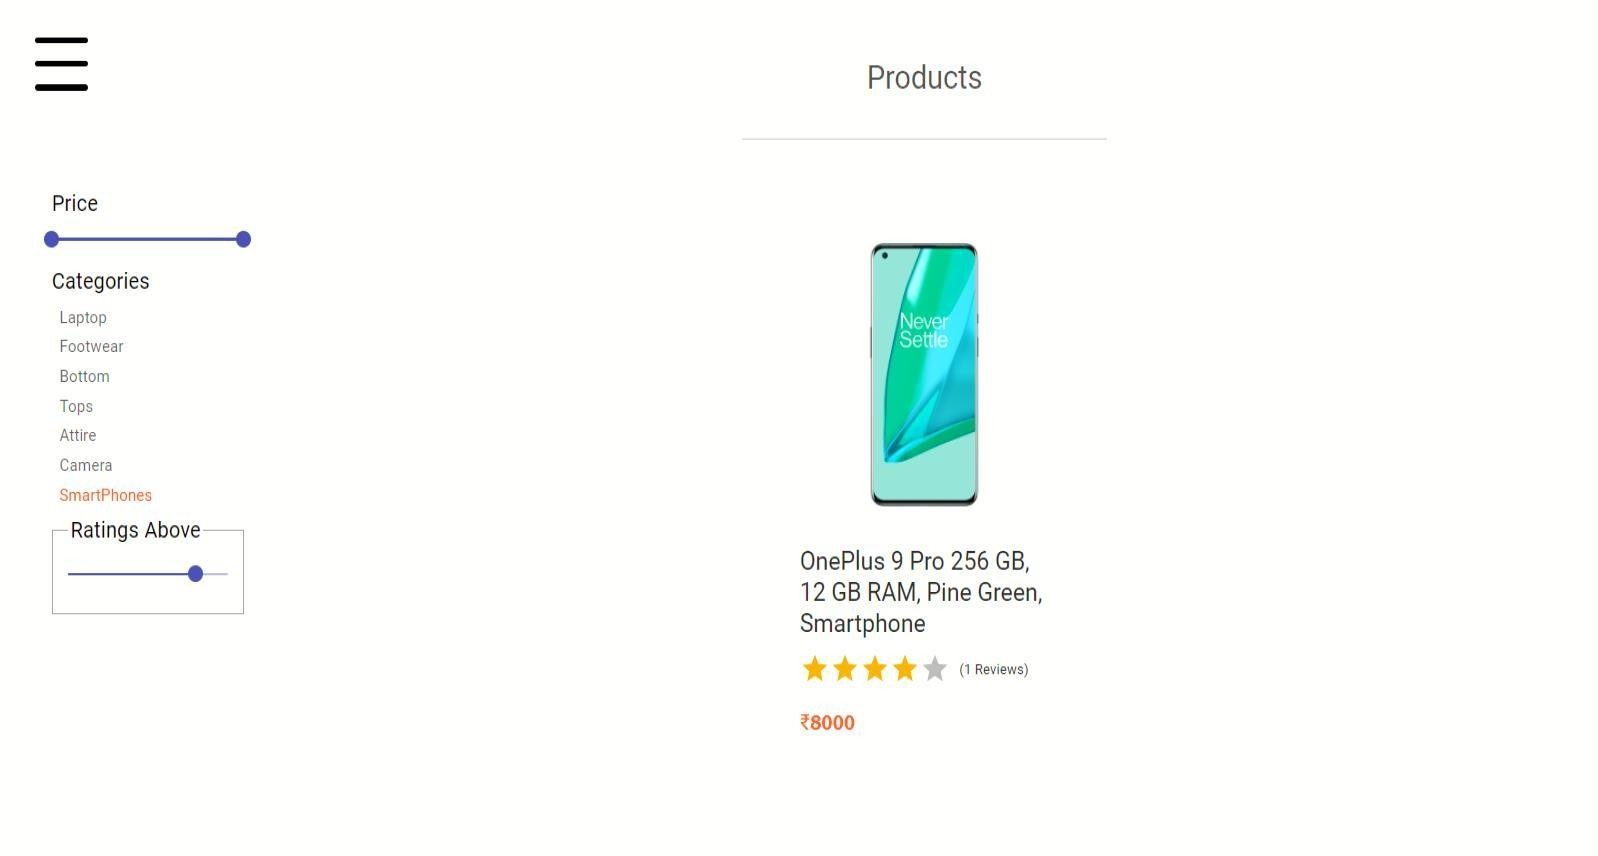 Products
Price
Categories
Laptop
Footwear
Bottom
Tops
Attire
Camera
SmartPhones
Ratings Above
Never
Settle
OnePlus 9 Pro 256 GB,
12 GB RAM, Pine Green,
Smartphone
(1 Reviews)
₹8000